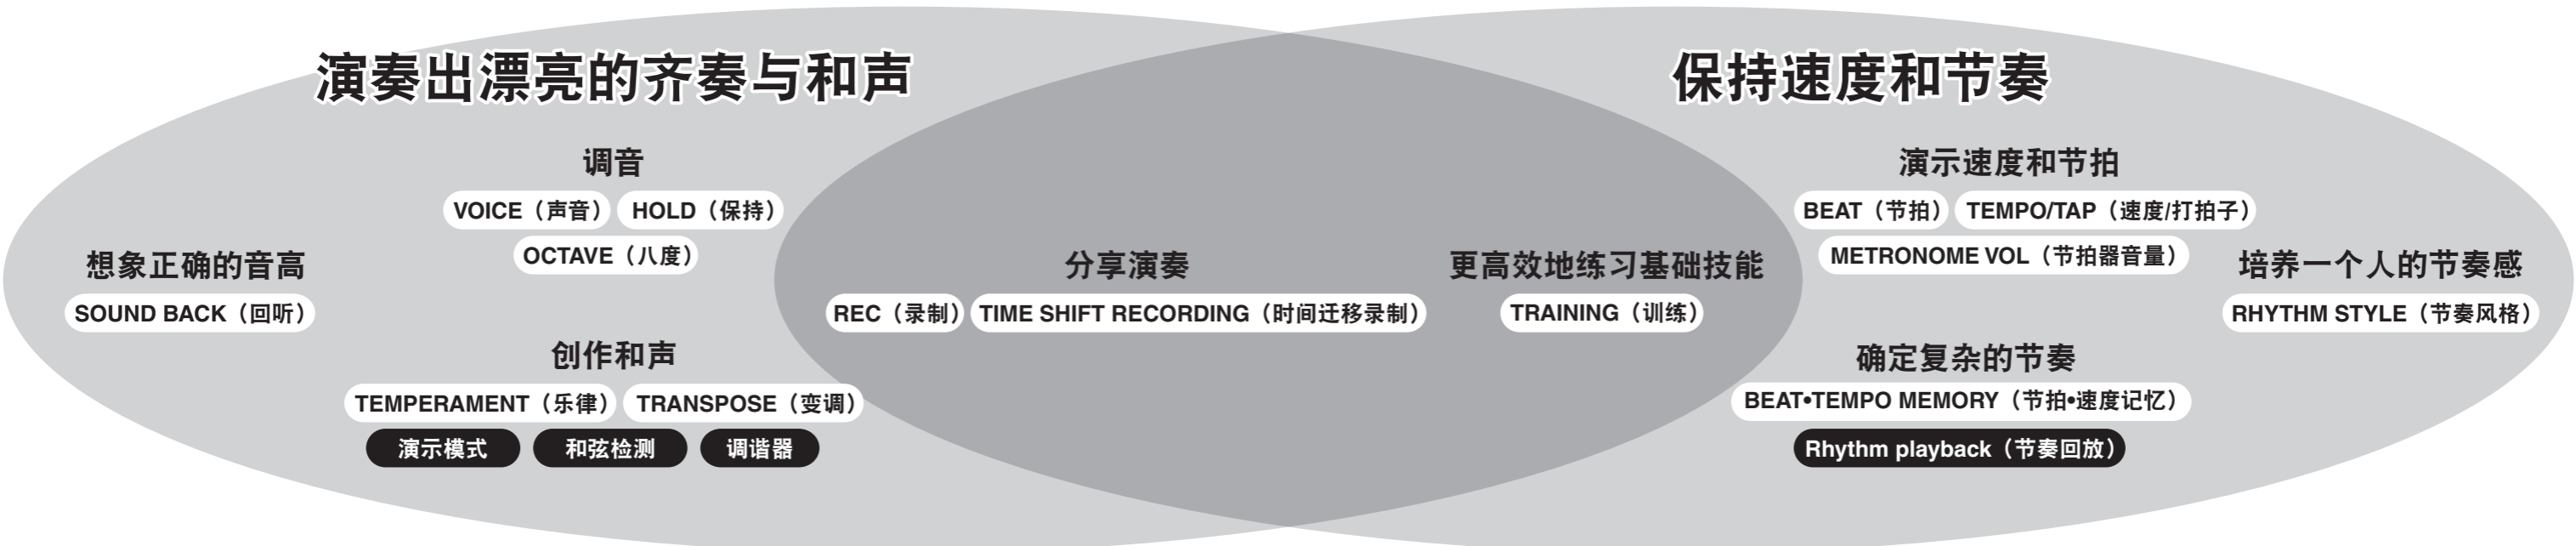 演奏出漂亮的齐奏与和声
保持速度和节奏
调音
VOICE（声音） HOLD（保持）
OCTAVE（八度）
想象正确的音高
SOUND BACK（回听）
创作和声
TEMPERAMENT（乐律） TRANSPOSE（变调）
演示模式 和弦检测 调谐器
分享演奏
REC（录制） TIME SHIFT RECORDING（时间迁移录制）
更高效地练习基础技能
TRAINING（训练）
演示速度和节拍
BEAT（节拍） TEMPO/TAP（速度/打拍子）
METRONOME VOL（节拍器音量）
培养一个人的节奏感
RHYTHM STYLE（节奏风格）
确定复杂的节奏
BEAT•TEMPO MEMORY（节拍•速度记忆）
Rhythm playback（节奏回放）